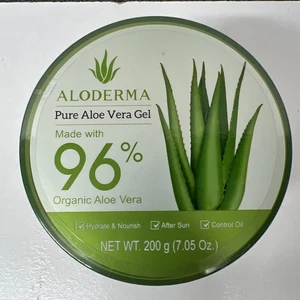 ALODERMA
Pure Aloe Vera Gel
Made with
96%
Organic Aloe Vera
Hydrate & Nourish After Sun Control Oil
NET WT. 200 g (7.05 Oz.)